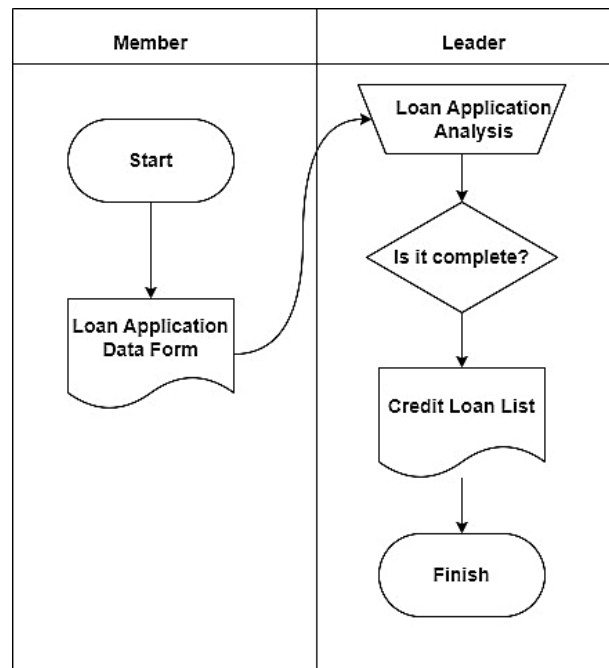 Member
Leader
Start
Loan Application
Data Form
Loan Application
Analysis
Is it complete?
Credit Loan List
Finish